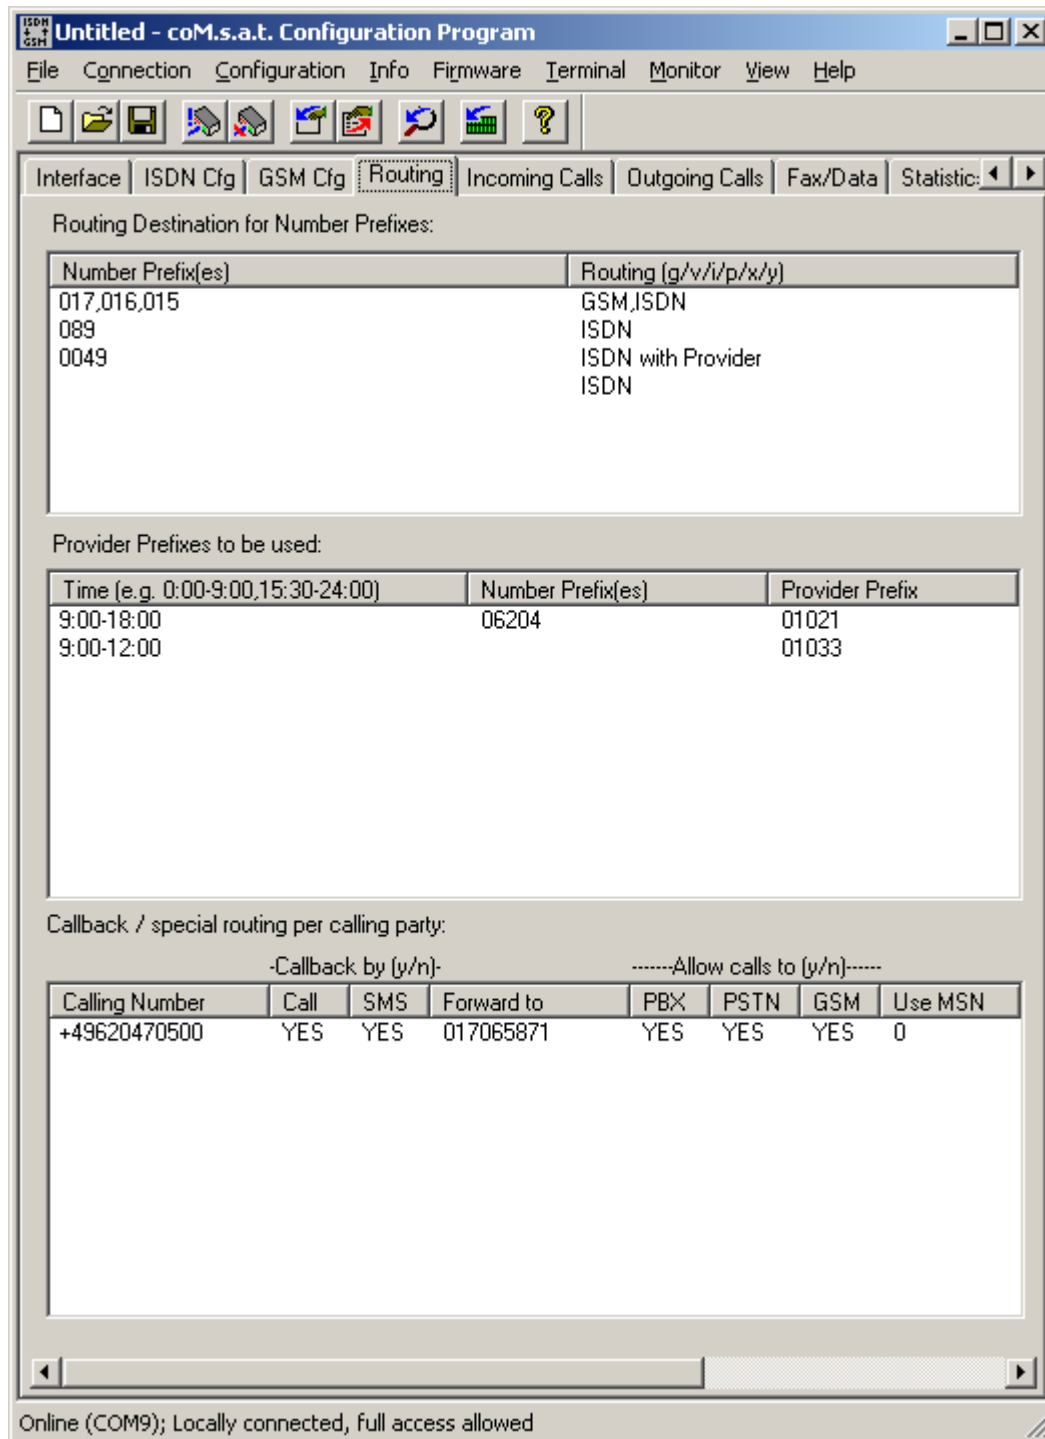 ISDN GSM Untitled - coM.s.a.t. Configuration Program
File Connection Configuration Info Firmware Terminal Monitor View Help
Interface ISDN Cfg GSM Cfg Routing Incoming Calls Outgoing Calls Fax/Data Statistic
Routing Destination for Number Prefixes:
Number Prefix(es) Routing (g/v/i/p/x/y)
017,016,015 GSM,ISDN
089 ISDN
0049 ISDN with Provider
ISDN
Provider Prefixes to be used:
Time (e.g. 0:00-9:00,15:30-24:00) Number Prefix(es) Provider Prefix
9:00-18:00 06204 01021
9:00-12:00 01033
Callback / special routing per calling party:
-Callback by (y/n)- -------Allow calls to (y/n)------
Calling Number Call SMS Forward to PBX PSTN GSM Use MSN
+49620470500 YES YES 017065871 YES YES YES 0
Online (COM9); Locally connected, full access allowed